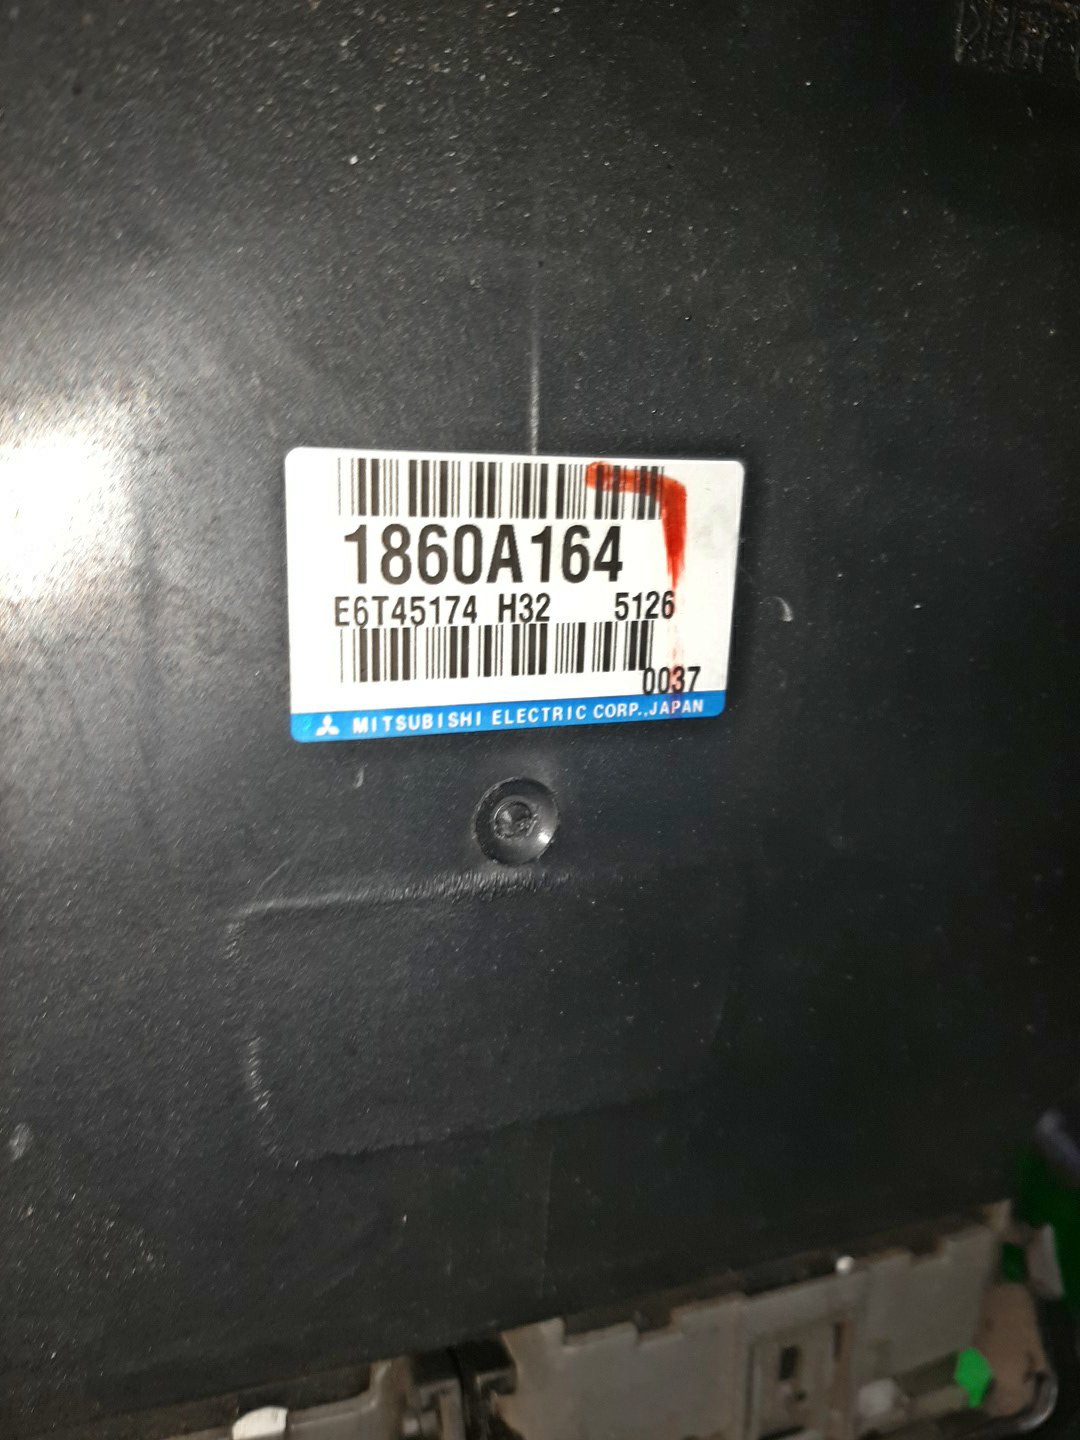 1860A164
E6T45174 H32 5126
0037
MITSUBISHI ELECTRIC CORP.,JAPAN